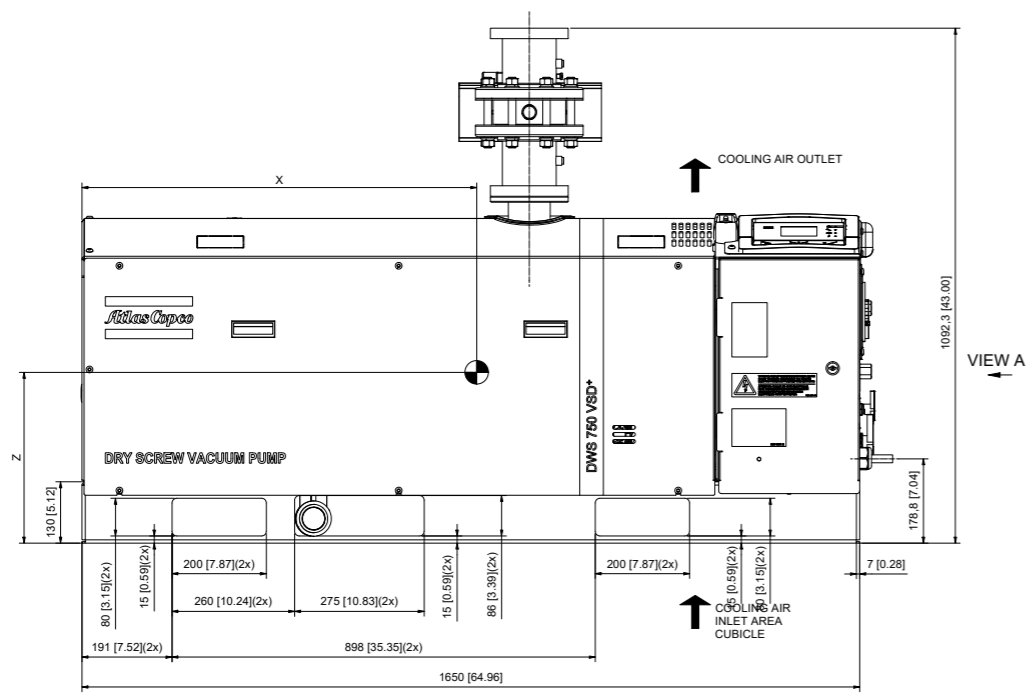 COOLING AIR OUTLET
X
1092,3 [43.00]
VIEW A
Atlas Copco
DRY SCREW VACUUM PUMP
DWS 750 VSD+
Z
130 [5.12]
178,8 [7.04]
80 [3.15](2x)
15 [0.59](2x)
200 [7.87](2x)
15 [0.59](2x)
86 [3.39](2x)
200 [7.87](2x)
15 [0.59](2x)
80 [3.15](2x)
7 [0.28]
260 [10.24](2x)
275 [10.83](2x)
COOLING AIR
INLET AREA
CUBICLE
191 [7.52](2x)
898 [35.35](2x)
1650 [64.96]